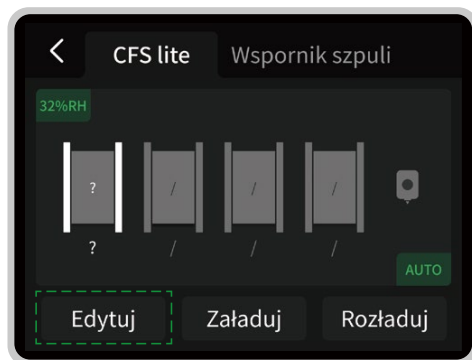 CFS lite Wspornik szpuli
32%RH
? / / /
? / / /
AUTO
Edytuj Załaduj Rozładuj